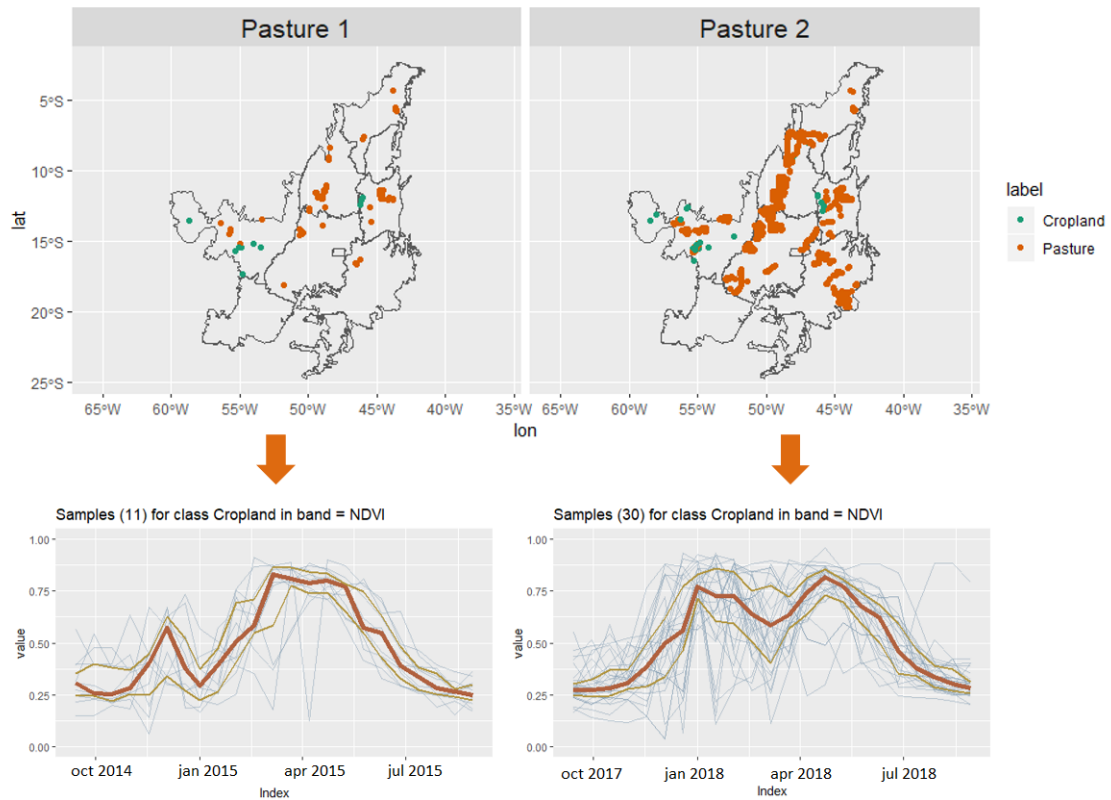 Pasture 1
Pasture 2
5°S
10°S
15°S
20°S
25°S
lat
65°W 60°W 55°W 50°W 45°W 40°W 35°W
65°W 60°W 55°W 50°W 45°W 40°W 35°W
lon
label
Cropland
Pasture
Samples (11) for class Cropland in band = NDVI
1.00
0.75
0.50
0.25
0.00
value
oct 2014 jan 2015 apr 2015 jul 2015
Index
Samples (30) for class Cropland in band = NDVI
1.00
0.75
0.50
0.25
0.00
value
oct 2017 jan 2018 apr 2018 jul 2018
Index